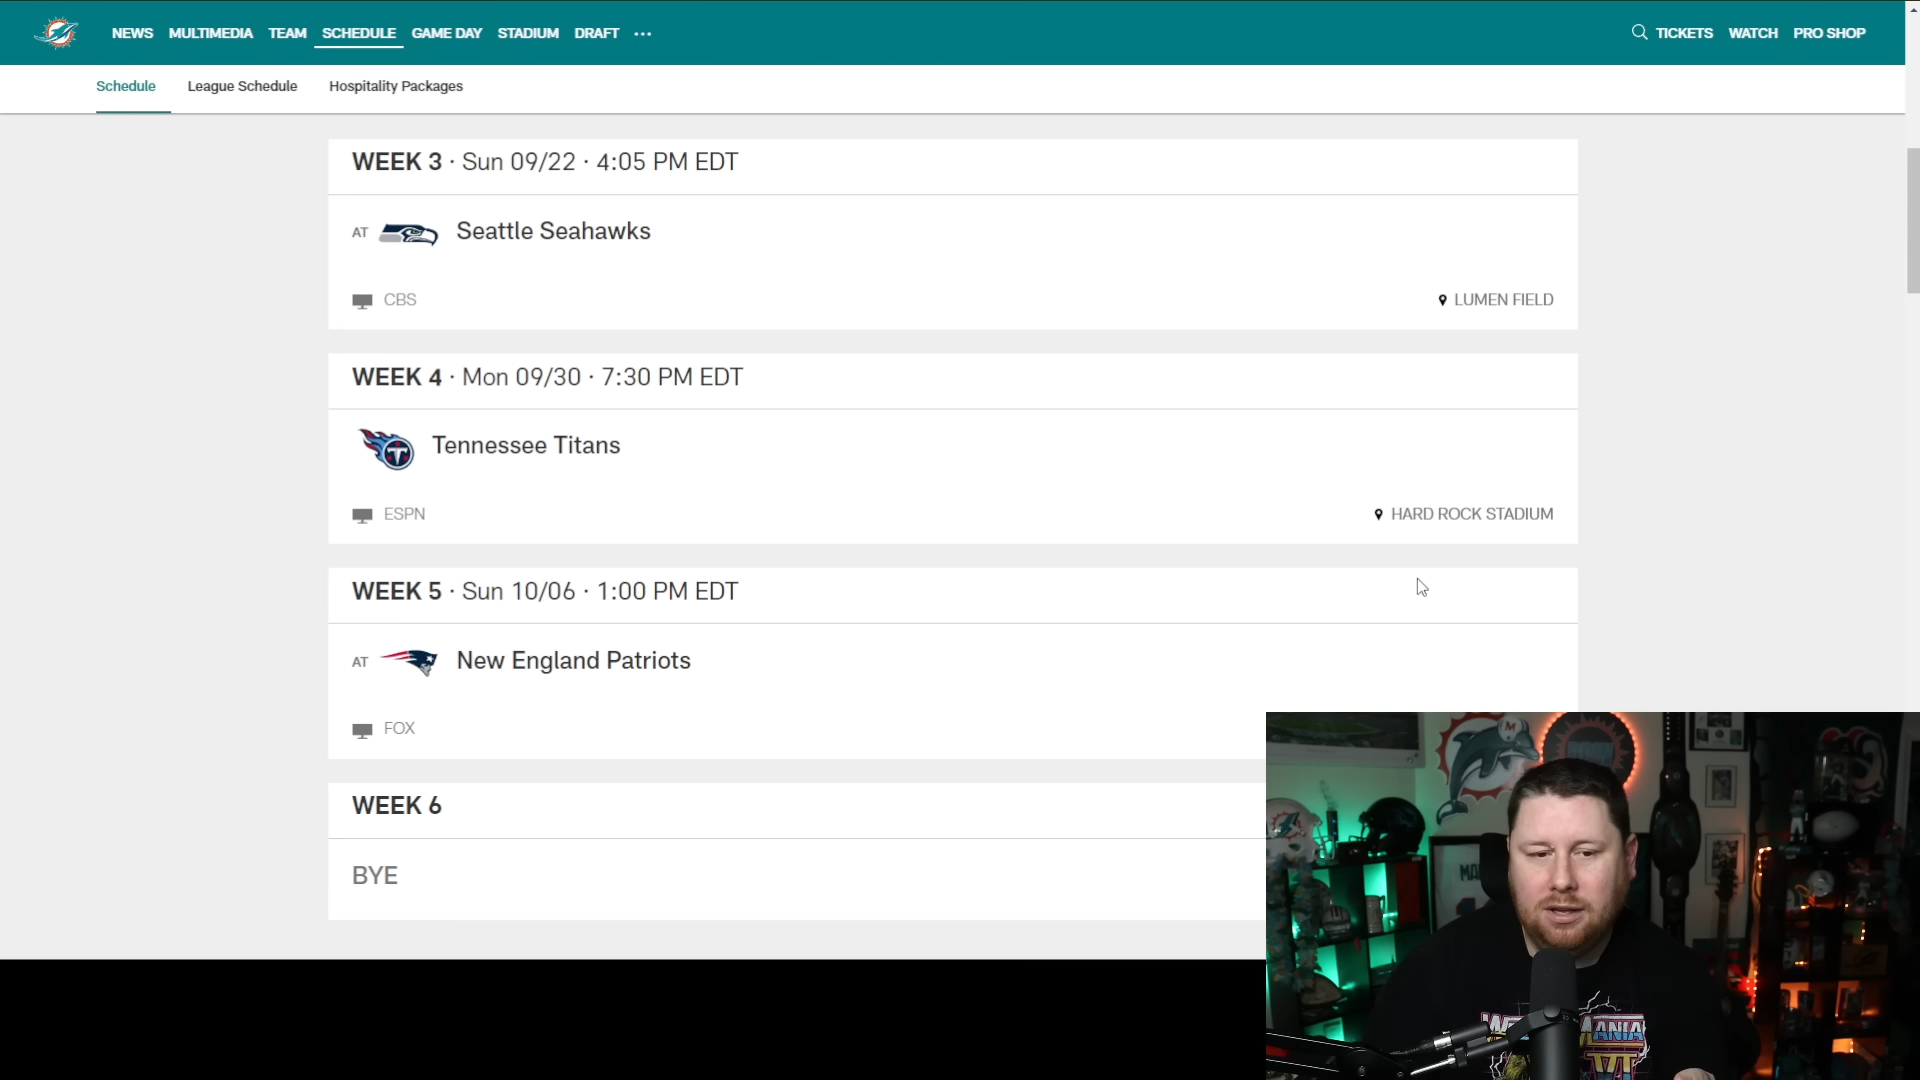 NEWS MULTIMEDIA TEAM SCHEDULE GAME DAY STADIUM DRAFT ··· TICKETS WATCH PRO SHOP
Schedule League Schedule Hospitality Packages
WEEK 3 · Sun 09/22 · 4:05 PM EDT
AT Seattle Seahawks
CBS LUMEN FIELD
WEEK 4 · Mon 09/30 · 7:30 PM EDT
Tennessee Titans
ESPN HARD ROCK STADIUM
WEEK 5 · Sun 10/06 · 1:00 PM EDT
AT New England Patriots
FOX
WEEK 6
BYE